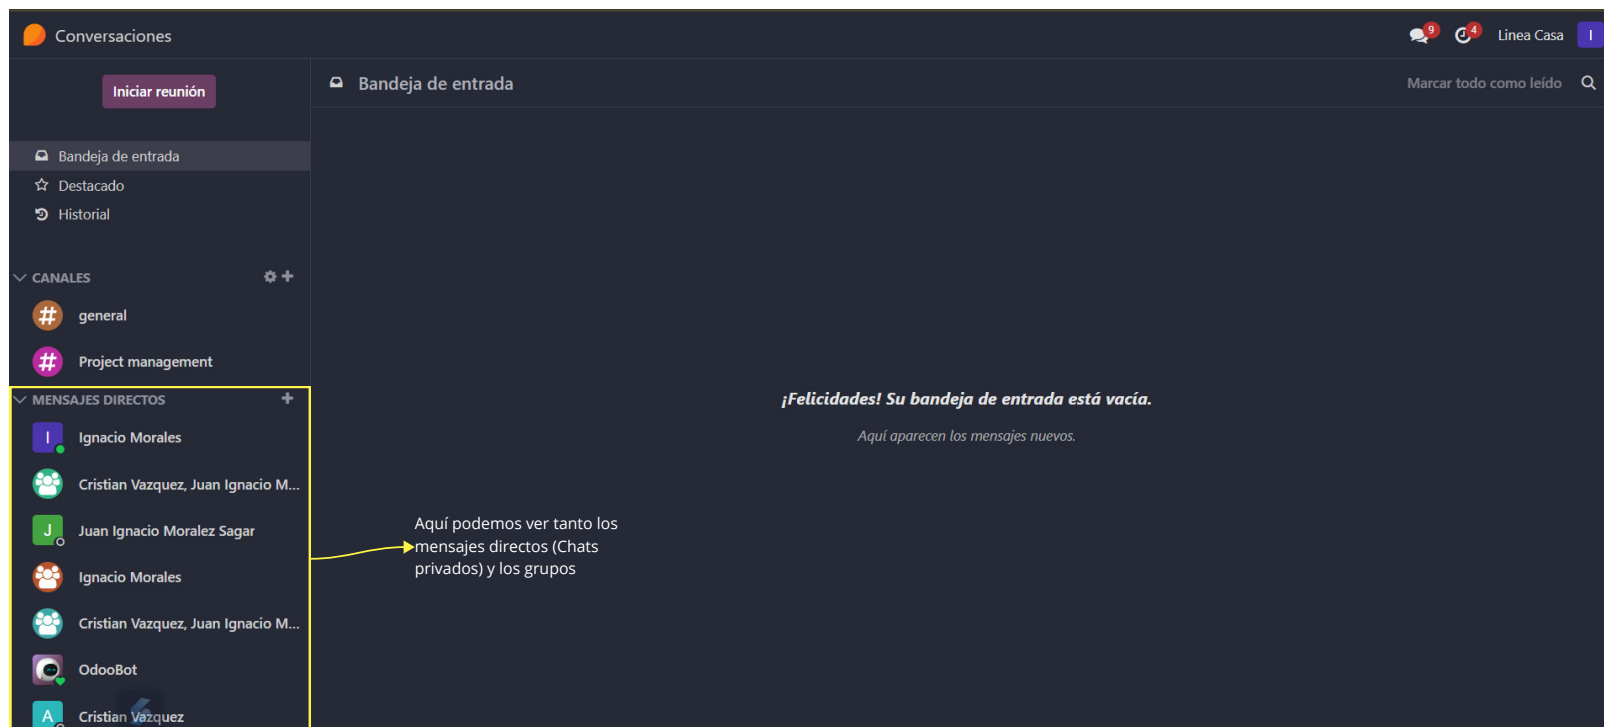 Conversaciones
9
4
Linea Casa
I
Iniciar reunión
Bandeja de entrada
Marcar todo como leído
Bandeja de entrada
Destacado
Historial
CANALES
general
Project management
MENSAJES DIRECTOS
I
Ignacio Morales
Cristian Vazquez, Juan Ignacio M...
J
Juan Ignacio Moralez Sagar
Ignacio Morales
Cristian Vazquez, Juan Ignacio M...
OdooBot
A
Cristian Vazquez
¡Felicidades! Su bandeja de entrada está vacía.
Aquí aparecen los mensajes nuevos.
Aquí podemos ver tanto los
mensajes directos (Chats
privados) y los grupos